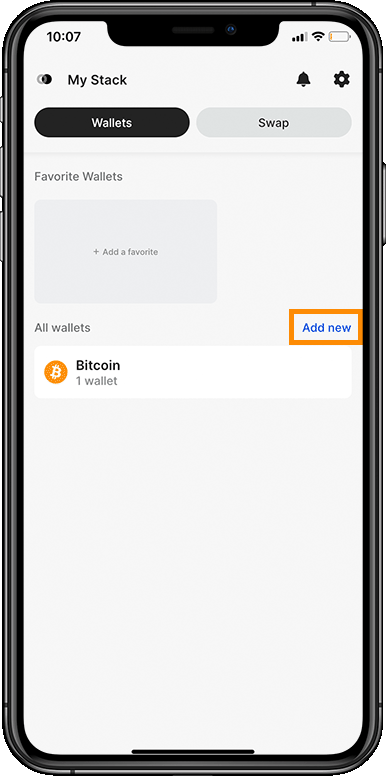 10:07
My Stack
Wallets
Swap
Favorite Wallets
+ Add a favorite
All wallets
Add new
Bitcoin
1 wallet